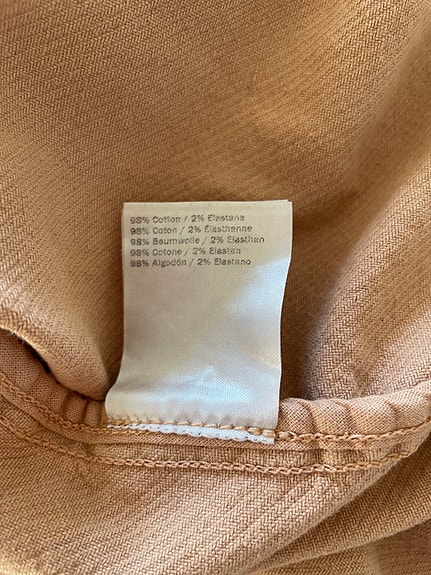 98% Cotton / 2% Elastane
98% Coton / 2% Élasthanne
98% Baumwolle / 2% Elasthan
98% Cotone / 2% Elastan
98% Algodón / 2% Elastano